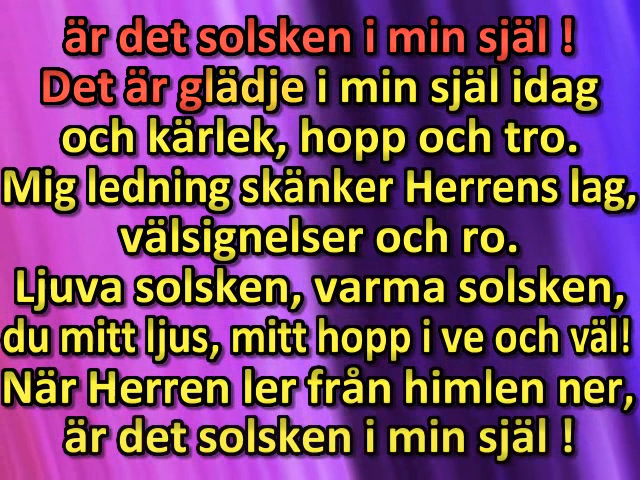 är det solsken i min själ !
Det är glädje i min själ idag
och kärlek, hopp och tro.
Mig ledning skänker Herrens lag,
välsignelser och ro.
Ljuva solsken, varma solsken,
du mitt ljus, mitt hopp i ve och väl!
När Herren ler från himlen ner,
är det solsken i min själ !